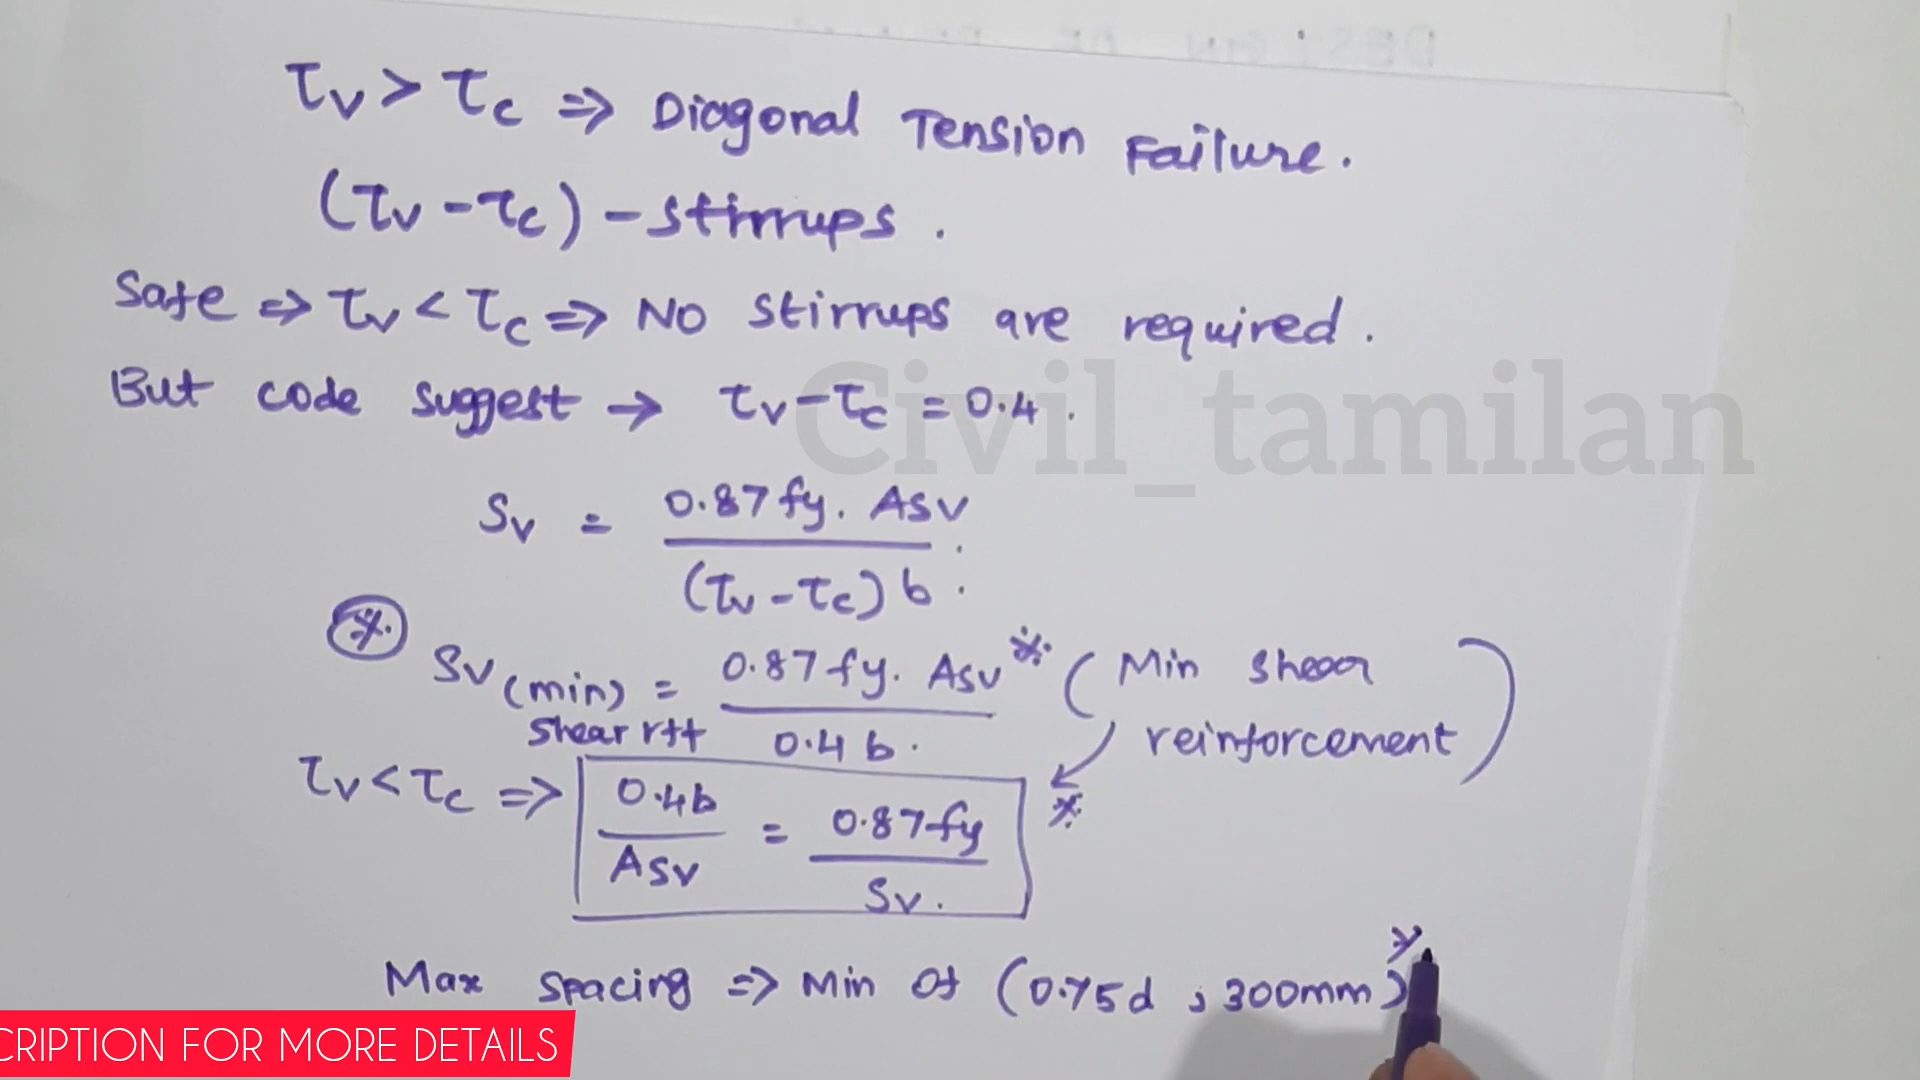 τv > τc ⇒ Diagonal Tension Failure.
(τv - τc) - stirrups.
Safe ⇒ τv < τc ⇒ No stirrups are required.
But code suggest → τv - τc = 0.4.
Civil_tamilan
Sv = 0.87 fy. Asv / (τv - τc) b.
Sv (min) shear rft = 0.87 fy. Asv / 0.4 b. (Min shear reinforcement)
τv < τc ⇒ 0.4b / Asv = 0.87 fy / Sv.
Max spacing ⇒ Min of (0.75d, 300mm)
CRIPTION FOR MORE DETAILS